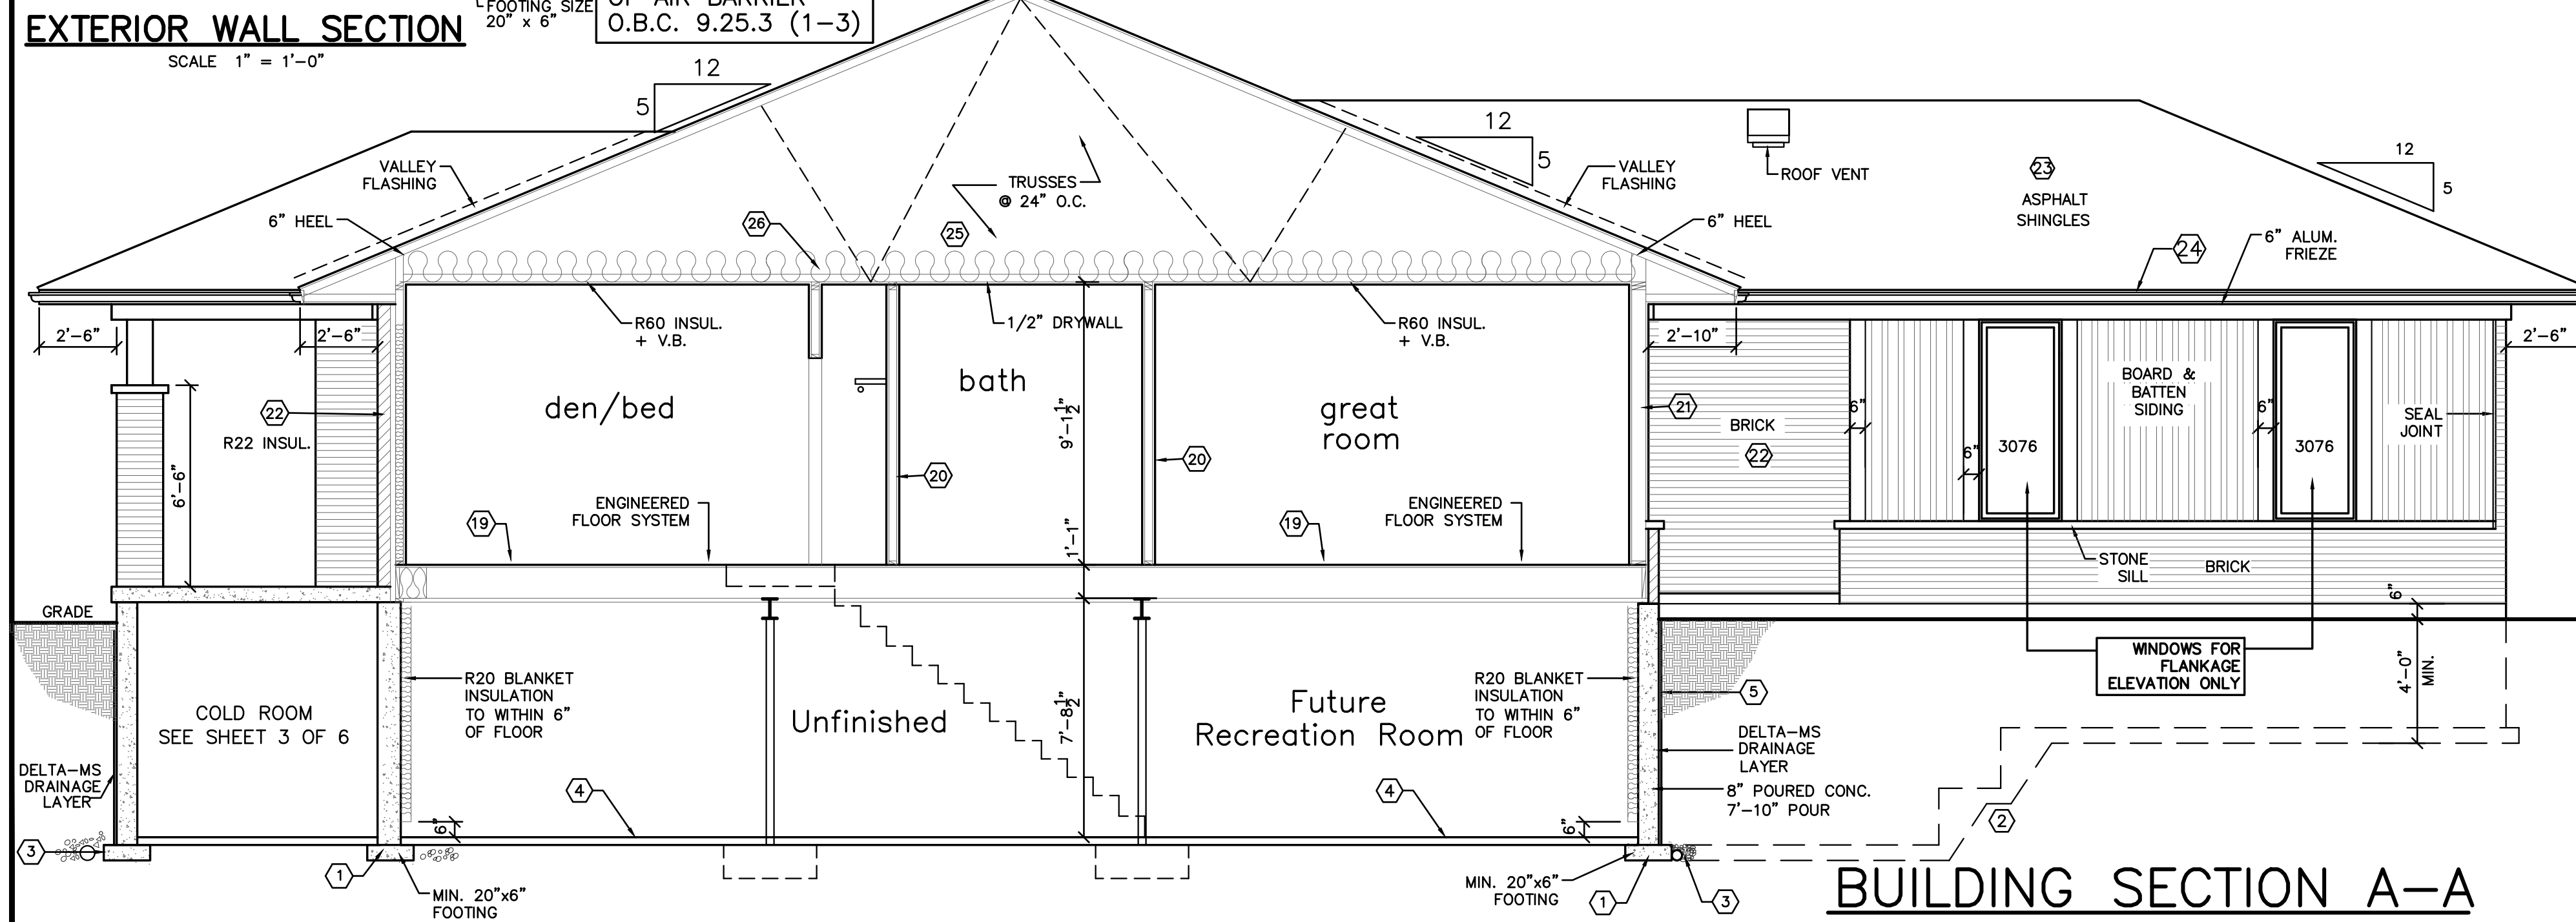 EXTERIOR WALL SECTION
SCALE 1" = 1'-0"
FOOTING SIZE
20" x 6"
OF AIR BARRIER
O.B.C. 9.25.3 (1-3)
12
5
12
5
12
5
VALLEY
FLASHING
6" HEEL
26
TRUSSES
@ 24" O.C.
25
VALLEY
FLASHING
6" HEEL
ROOF VENT
23
ASPHALT
SHINGLES
24
6" ALUM.
FRIEZE
2'-6"
2'-6"
R60 INSUL.
+ V.B.
1/2" DRYWALL
R60 INSUL.
+ V.B.
2'-10"
2'-6"
22
R22 INSUL.
6'-6"
den/bed
bath
9'-1 1/2"
great
room
21
BRICK
22
6"
6"
3076
BOARD &
BATTEN
SIDING
6"
3076
SEAL
JOINT
20
20
19
ENGINEERED
FLOOR SYSTEM
1'-1"
19
ENGINEERED
FLOOR SYSTEM
STONE
SILL
BRICK
6"
GRADE
COLD ROOM
SEE SHEET 3 OF 6
R20 BLANKET
INSULATION
TO WITHIN 6"
OF FLOOR
Unfinished
7'-8 1/2"
Future
Recreation Room
R20 BLANKET
INSULATION
TO WITHIN 6"
OF FLOOR
5
WINDOWS FOR
FLANKAGE
ELEVATION ONLY
4'-0"
MIN.
DELTA-MS
DRAINAGE
LAYER
DELTA-MS
DRAINAGE
LAYER
8" POURED CONC.
7'-10" POUR
4
4
6"
6"
2
3
1
MIN. 20"x6"
FOOTING
MIN. 20"x6"
FOOTING
1
3
BUILDING SECTION A-A